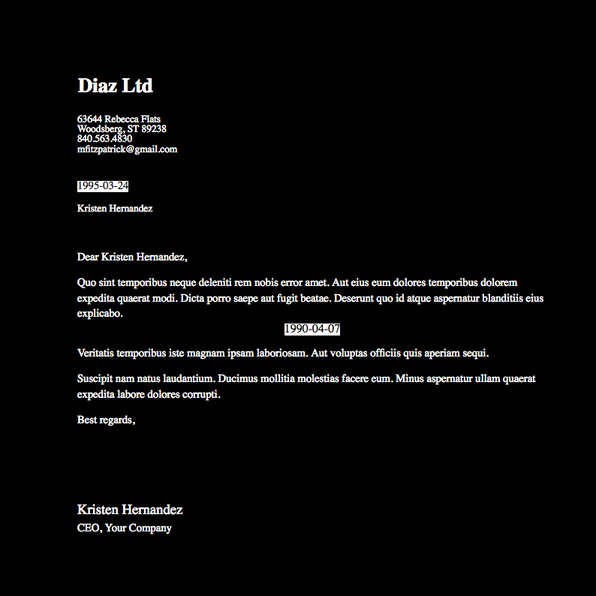 Diaz Ltd
63644 Rebecca Flats
Woodsberg, ST 89238
840.563.4830
mfitzpatrick@gmail.com
1995-03-24
Kristen Hernandez
Dear Kristen Hernandez,
Quo sint temporibus neque deleniti rem nobis error amet. Aut eius eum dolores temporibus dolorem
expedita quaerat modi. Dicta porro saepe aut fugit beatae. Deserunt quo id atque aspernatur blanditiis eius
explicabo.
1990-04-07
Veritatis temporibus iste magnam ipsam laboriosam. Aut voluptas officiis quis aperiam sequi.
Suscipit nam natus laudantium. Ducimus mollitia molestias facere eum. Minus aspernatur ullam quaerat
expedita labore dolores corrupti.
Best regards,
Kristen Hernandez
CEO, Your Company